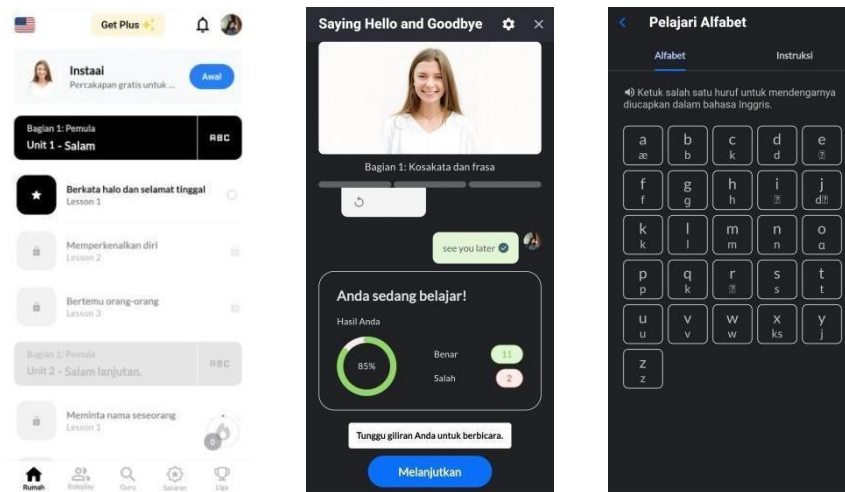 Get Plus
Instaai
Percakapan gratis untuk ...
Awal
Bagian 1: Pemula
Unit 1 - Salam
ABC
Berkata halo dan selamat tinggal
Lesson 1
Memperkenalkan diri
Lesson 2
Bertemu orang-orang
Lesson 3
Bagian 1: Pemula
Unit 2 - Salam lanjutan.
ABC
Meminta nama seseorang
Lesson 1
0
Rumah
Roleplay
Guru
Sasaran
Liga
Saying Hello and Goodbye
Bagian 1: Kosakata dan frasa
see you later
Anda sedang belajar!
Hasil Anda
85%
Benar
11
Salah
2
Tunggu giliran Anda untuk berbicara.
Melanjutkan
Pelajari Alfabet
Alfabet
Instruksi
Ketuk salah satu huruf untuk mendengarnya
diucapkan dalam bahasa Inggris.
a b c d e
æ b k d
f g h i j
f g h d
k l m n o
k l m n ɑ
p q r s t
p k s t
u v w x y
u v w ks j
z
z